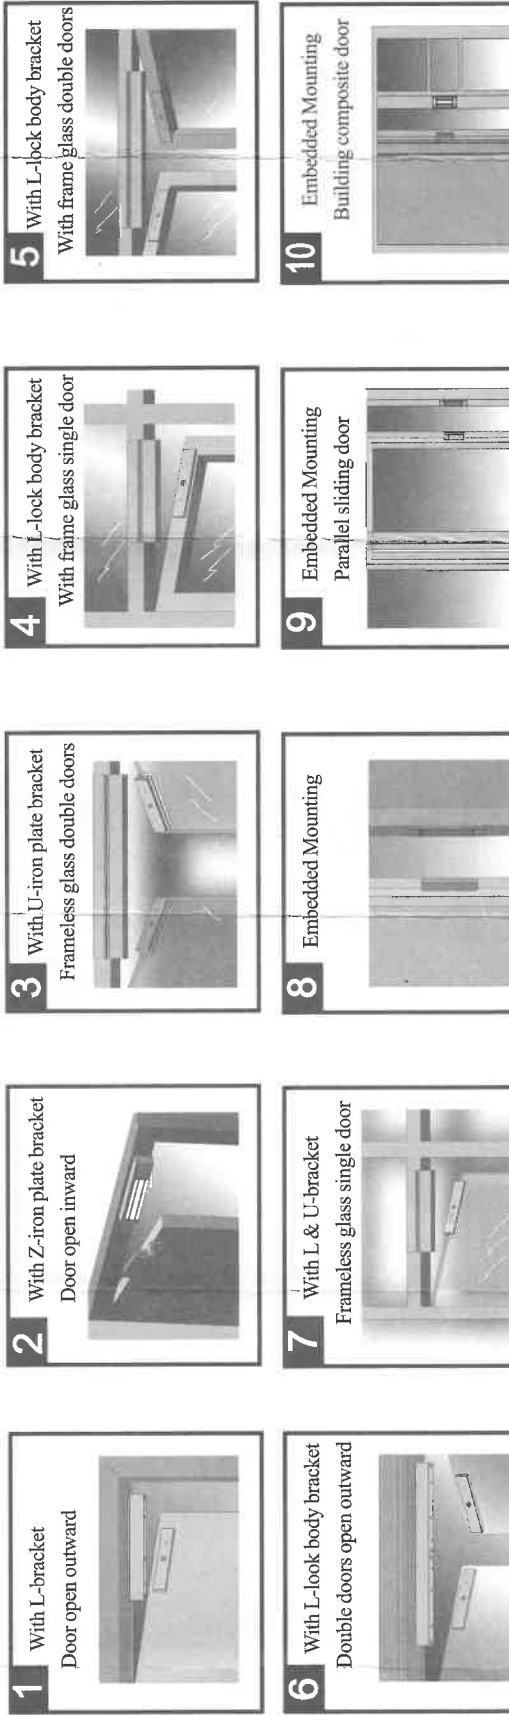 1
With L-bracket
Door open outward
2
With Z-iron plate bracket
Door open inward
3
With U-iron plate bracket
Frameless glass double doors
4
With L-lock body bracket
With frame glass single door
5
With L-lock body bracket
With frame glass double doors
6
With L-look body bracket
Double doors open outward
7
With L & U-bracket
Frameless glass single door
8
Embedded Mounting
9
Embedded Mounting
Parallel sliding door
10
Embedded Mounting
Building composite door